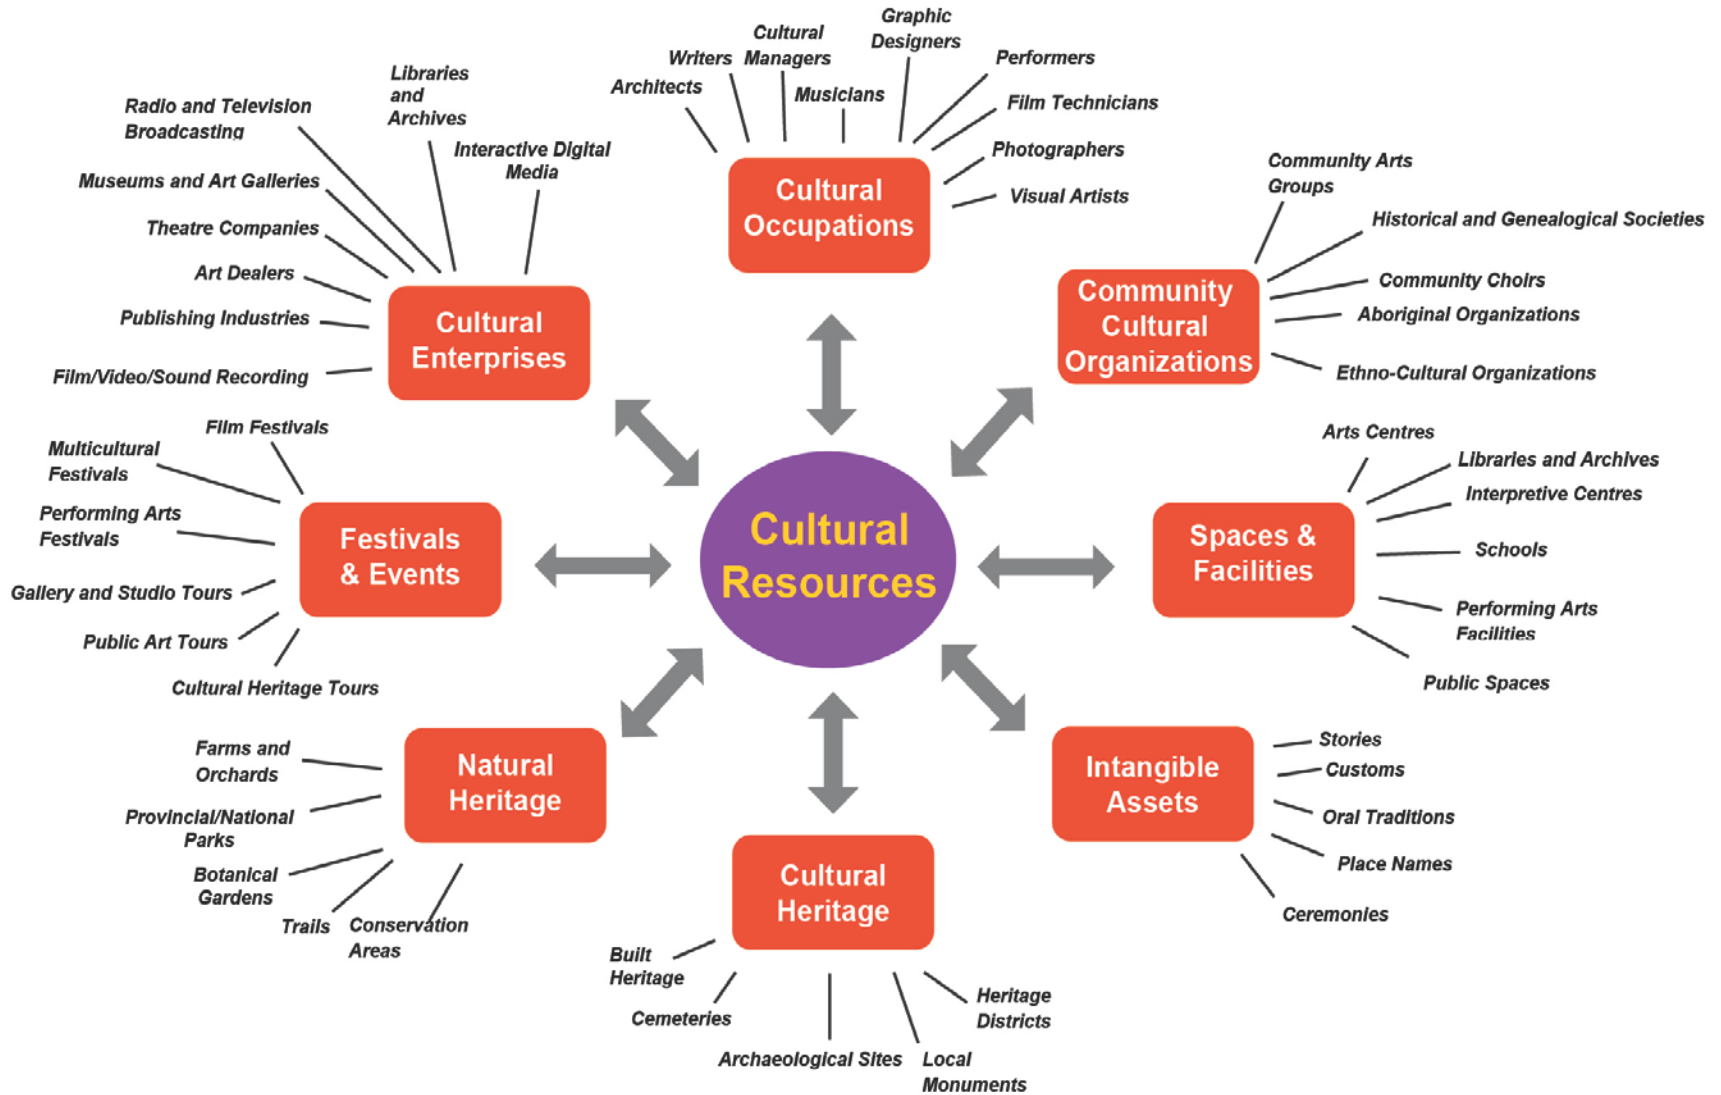 Graphic
Designers
Cultural
Managers
Writers
Architects
Musicians
Performers
Film Technicians
Photographers
Visual Artists
Cultural
Occupations
Libraries
and
Archives
Radio and Television
Broadcasting
Interactive Digital
Media
Museums and Art Galleries
Theatre Companies
Art Dealers
Publishing Industries
Film/Video/Sound Recording
Cultural
Enterprises
Community Arts
Groups
Historical and Genealogical Societies
Community Choirs
Aboriginal Organizations
Ethno-Cultural Organizations
Community
Cultural
Organizations
Film Festivals
Multicultural
Festivals
Performing Arts
Festivals
Gallery and Studio Tours
Public Art Tours
Cultural Heritage Tours
Festivals
& Events
Cultural
Resources
Arts Centres
Libraries and Archives
Interpretive Centres
Schools
Performing Arts
Facilities
Public Spaces
Spaces &
Facilities
Farms and
Orchards
Provincial/National
Parks
Botanical
Gardens
Trails
Conservation
Areas
Natural
Heritage
Intangible
Assets
Stories
Customs
Oral Traditions
Place Names
Ceremonies
Cultural
Heritage
Built
Heritage
Cemeteries
Archaeological Sites
Local
Monuments
Heritage
Districts